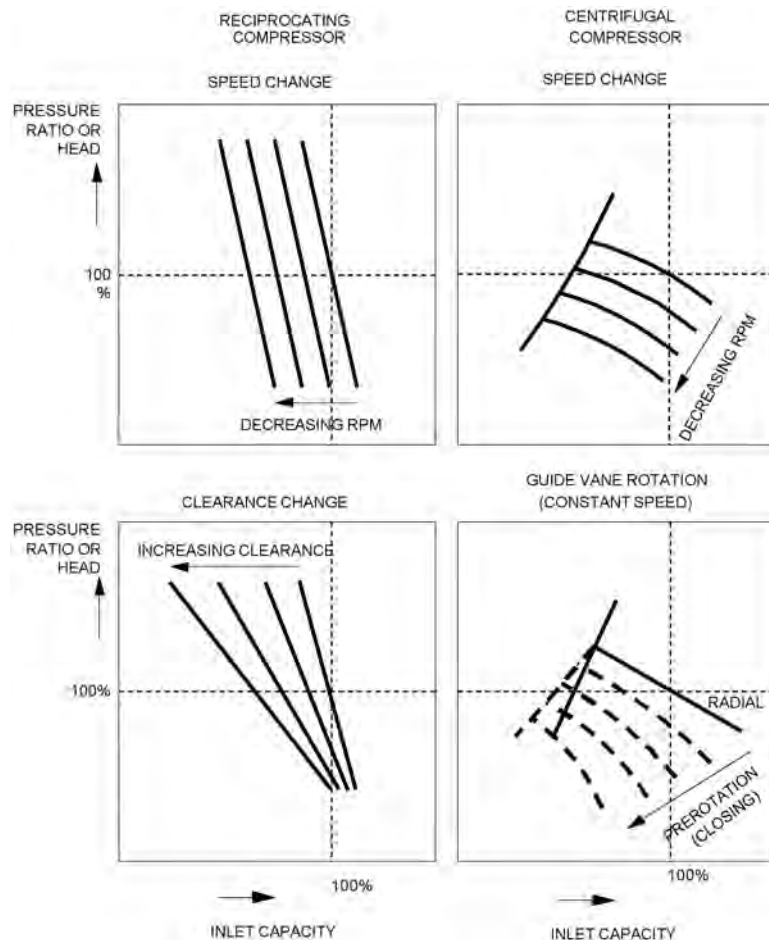 RECIPROCATING
COMPRESSOR
CENTRIFUGAL
COMPRESSOR
SPEED CHANGE
SPEED CHANGE
PRESSURE
RATIO OR
HEAD
100
%
DECREASING RPM
DECREASING RPM
CLEARANCE CHANGE
GUIDE VANE ROTATION
(CONSTANT SPEED)
PRESSURE
RATIO OR
HEAD
INCREASING CLEARANCE
100%
RADIAL
PREROTATION
(CLOSING)
100%
100%
INLET CAPACITY
INLET CAPACITY